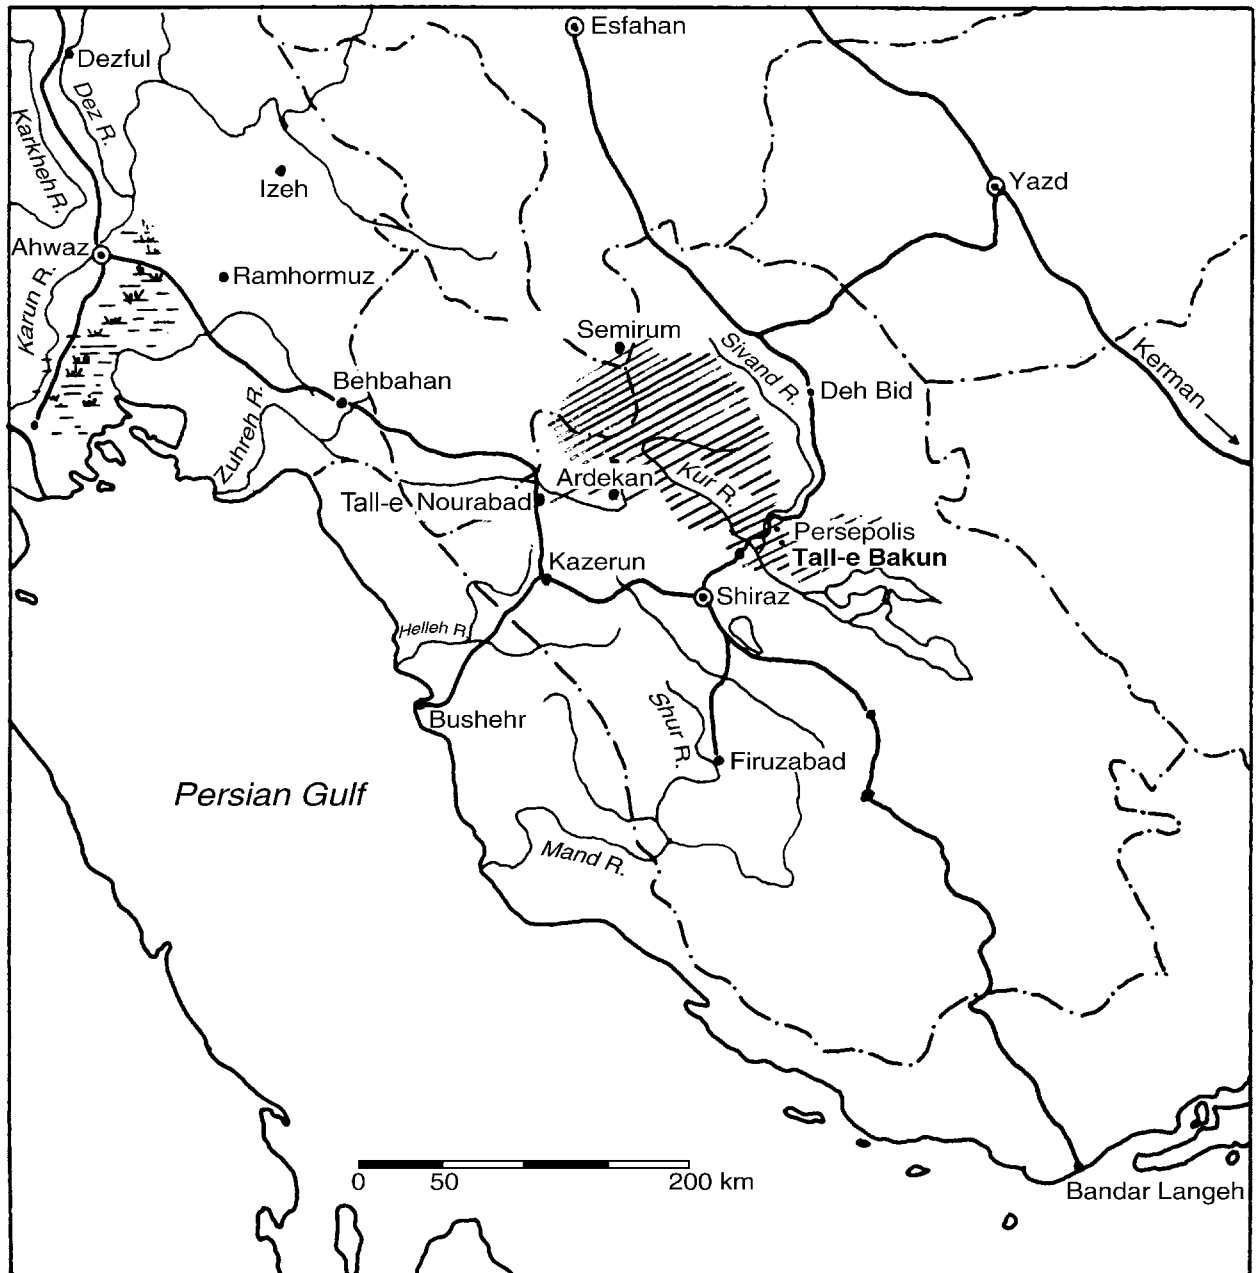 Esfahan
Dezful
Dez R.
Karkheh R.
Izeh
Yazd
Ahwaz
Ramhormuz
Karun R.
Semirum
Sivand R.
Kerman
Behbahan
Deh Bid
Zuhreh R.
Ardekan
Kur R.
Tall-e Nourabad
Persepolis
Tall-e Bakun
Kazerun
Shiraz
Helleh R.
Bushehr
Shur R.
Firuzabad
Persian Gulf
Mand R.
0 50 200 km
Bandar Langeh